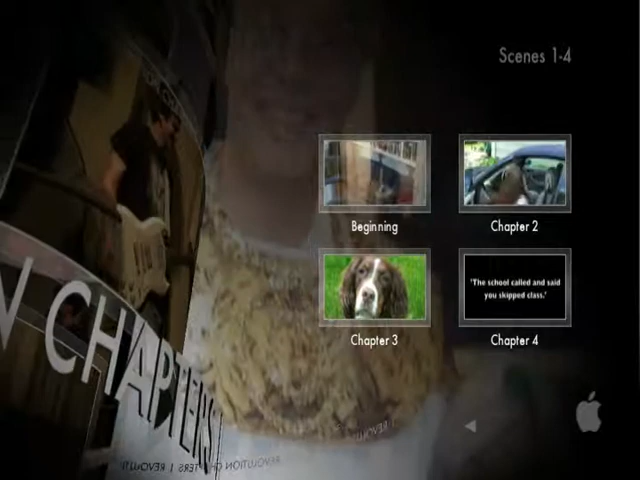 Scenes 1-4
Beginning
Chapter 2
'The school called and said
you skipped class.'
Chapter 3
Chapter 4
CHAPTERS